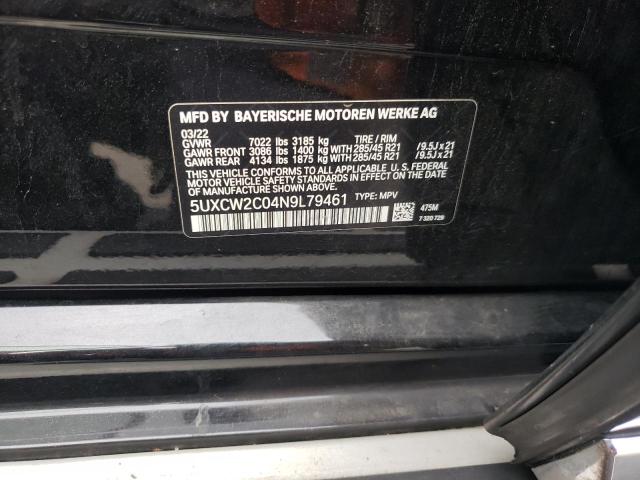 MFD BY BAYERISCHE MOTOREN WERKE AG
03/22
GVWR 7022 lbs 3185 kg TIRE / RIM
GAWR FRONT 3086 lbs 1400 kg WITH 285/45 R21 /9.5J x 21
GAWR REAR 4134 lbs 1875 kg WITH 285/45 R21 /9.5J x 21
THIS VEHICLE CONFORMS TO ALL APPLICABLE U. S. FEDERAL
MOTOR VEHICLE SAFETY STANDARDS IN EFFECT ON THE
DATE OF MANUFACTURE SHOWN ABOVE.
5UXCW2C04N9L79461 TYPE: MPV
475M
7 320 729